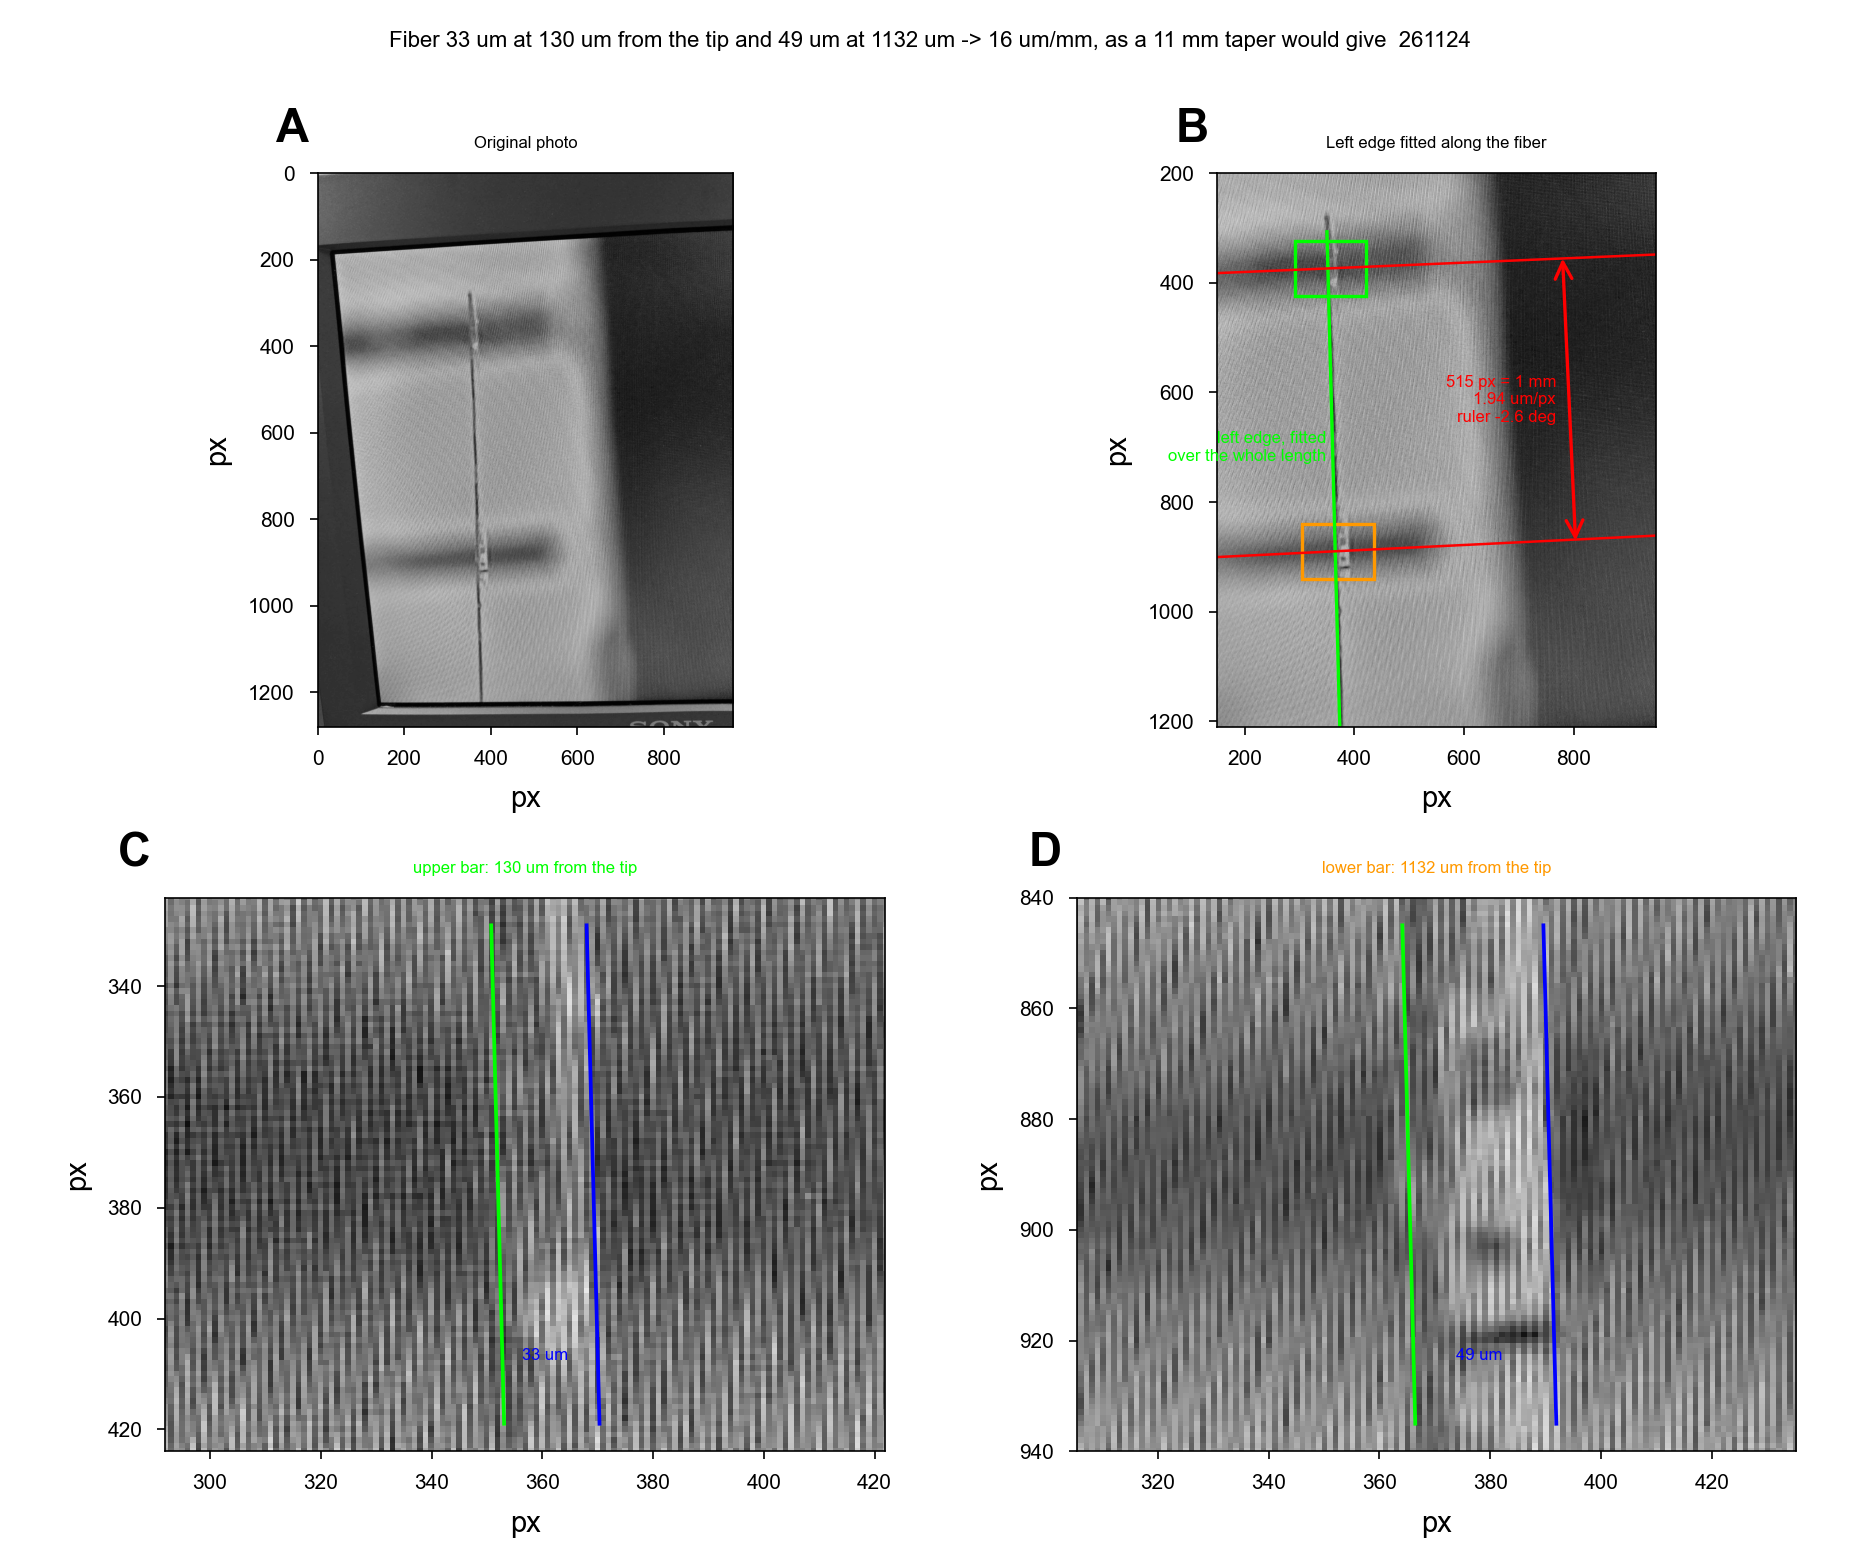 Fiber 33 um at 130 um from the tip and 49 um at 1132 um -> 16 um/mm, as a 11 mm taper would give  261124
A
Original photo
0
200
400
600
800
1000
1200
px
SONY
0 200 400 600 800
px
B
Left edge fitted along the fiber
200
400
600
800
1000
1200
px
515 px = 1 mm
1.94 um/px
ruler -2.6 deg
left edge, fitted
over the whole length
200 400 600 800
px
C
upper bar: 130 um from the tip
340
360
380
400
420
px
33 um
300 320 340 360 380 400 420
px
D
lower bar: 1132 um from the tip
840
860
880
900
920
940
px
49 um
320 340 360 380 400 420
px